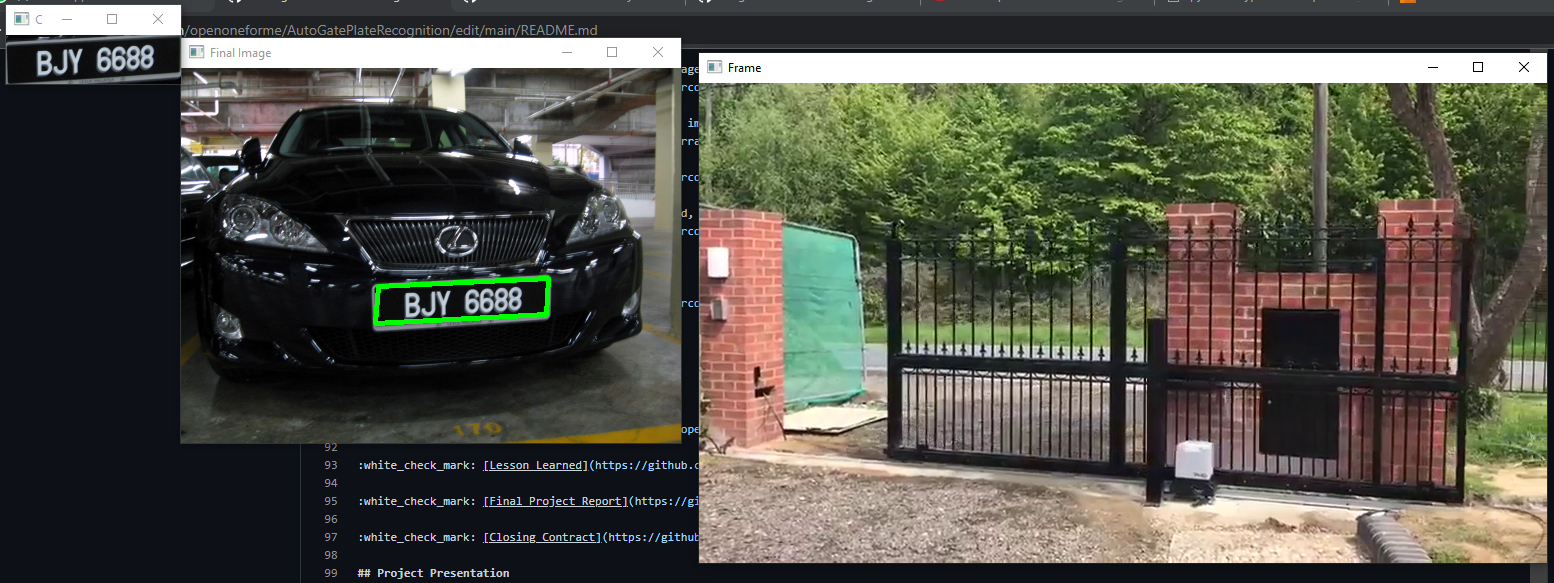 C
BJY 6688
/openoneforme/AutoGatePlateRecognition/edit/main/README.md
Final Image
BJY 6688
179
Frame
92
93 :white_check_mark: [Lesson Learned](https://github.c
94
95 :white_check_mark: [Final Project Report](https://gi
96
97 :white_check_mark: [Closing Contract](https://github
98
99 ## Project Presentation